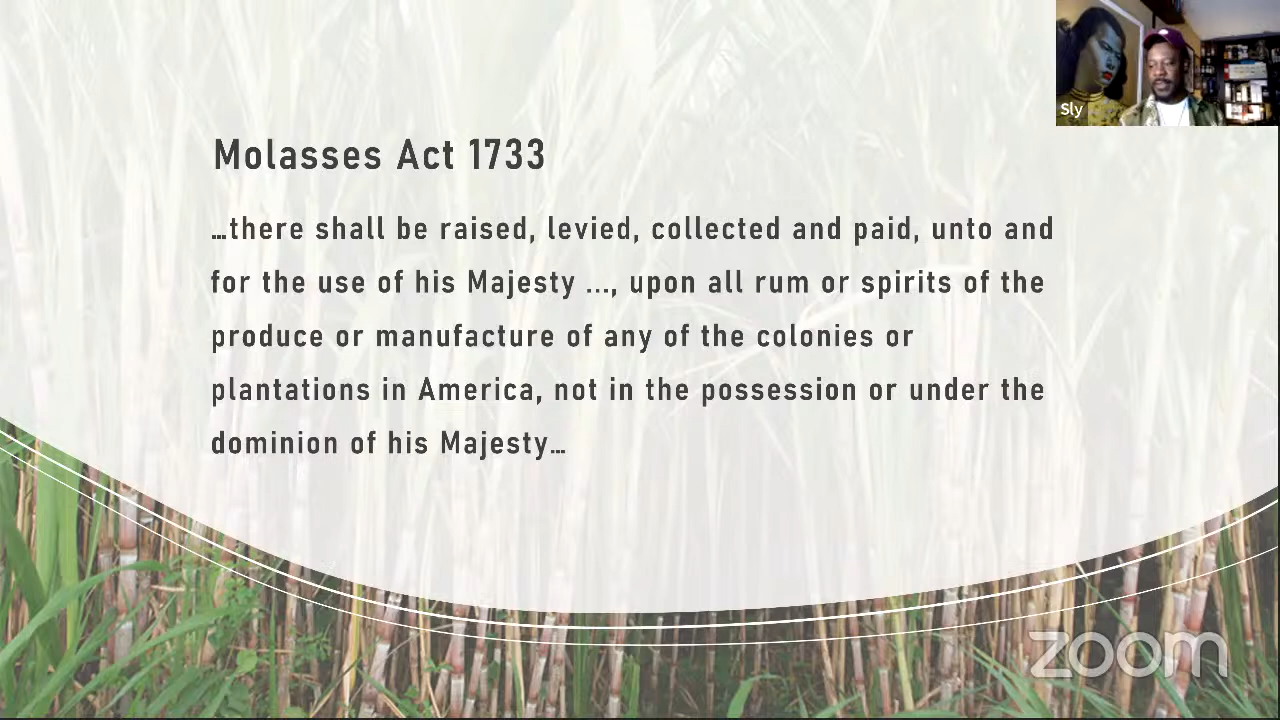 Sly
Molasses Act 1733
…there shall be raised, levied, collected and paid, unto and
for the use of his Majesty ..., upon all rum or spirits of the
produce or manufacture of any of the colonies or
plantations in America, not in the possession or under the
dominion of his Majesty…
zoom